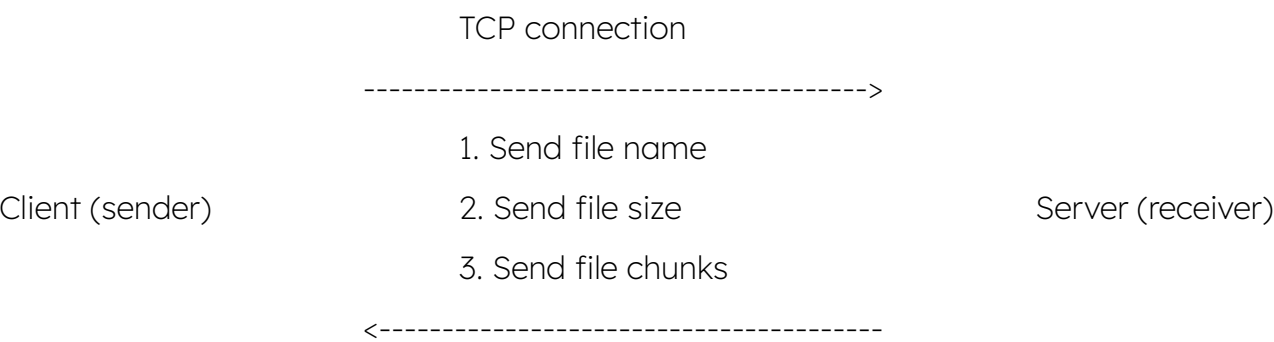 TCP connection
---------------------------------------->
1. Send file name
Client (sender) 2. Send file size Server (receiver)
3. Send file chunks
<----------------------------------------